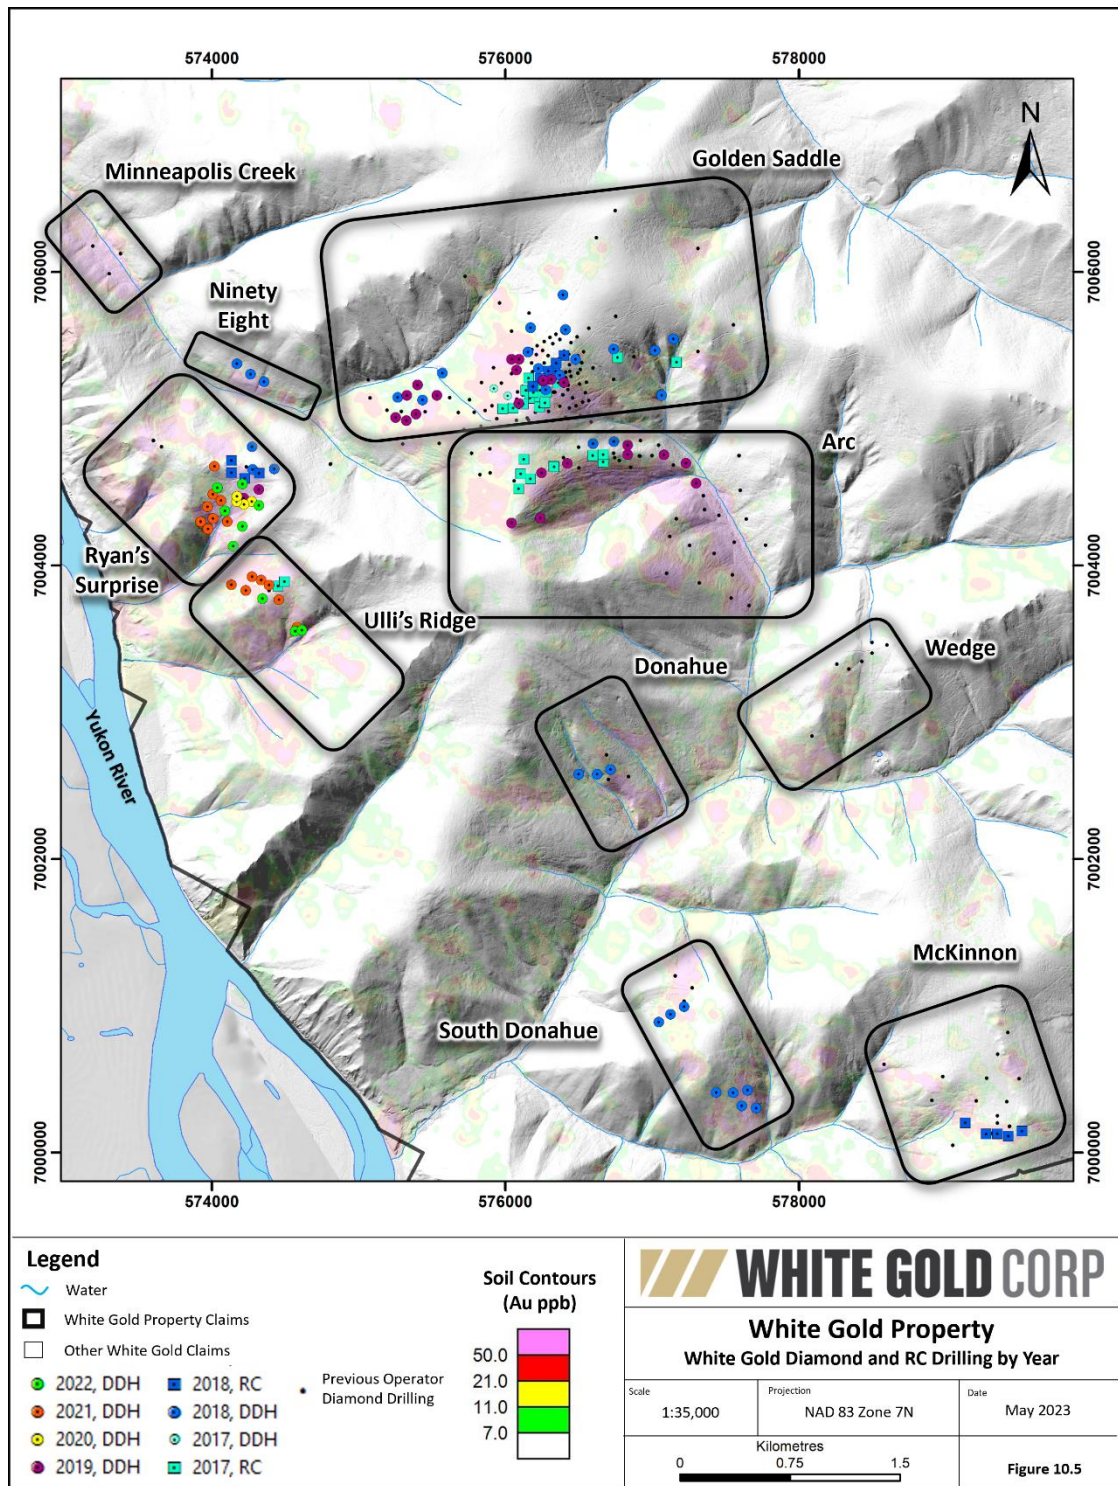 574000
576000
578000
N
Minneapolis Creek
Golden Saddle
7006000
7006000
Ninety
Eight
Arc
7004000
7004000
Ryan's
Surprise
Ulli's Ridge
Donahue
Wedge
Yukon River
7002000
7002000
McKinnon
South Donahue
7000000
7000000
574000
576000
578000
Legend
Water
White Gold Property Claims
Other White Gold Claims
2022, DDH
2021, DDH
2020, DDH
2019, DDH
2018, RC
2018, DDH
2017, DDH
2017, RC
Previous Operator
Diamond Drilling
Soil Contours
(Au ppb)
50.0
21.0
11.0
7.0
WHITE GOLD CORP
White Gold Property
White Gold Diamond and RC Drilling by Year
Scale
1:35,000
Projection
NAD 83 Zone 7N
Date
May 2023
Kilometres
0 0.75 1.5
Figure 10.5